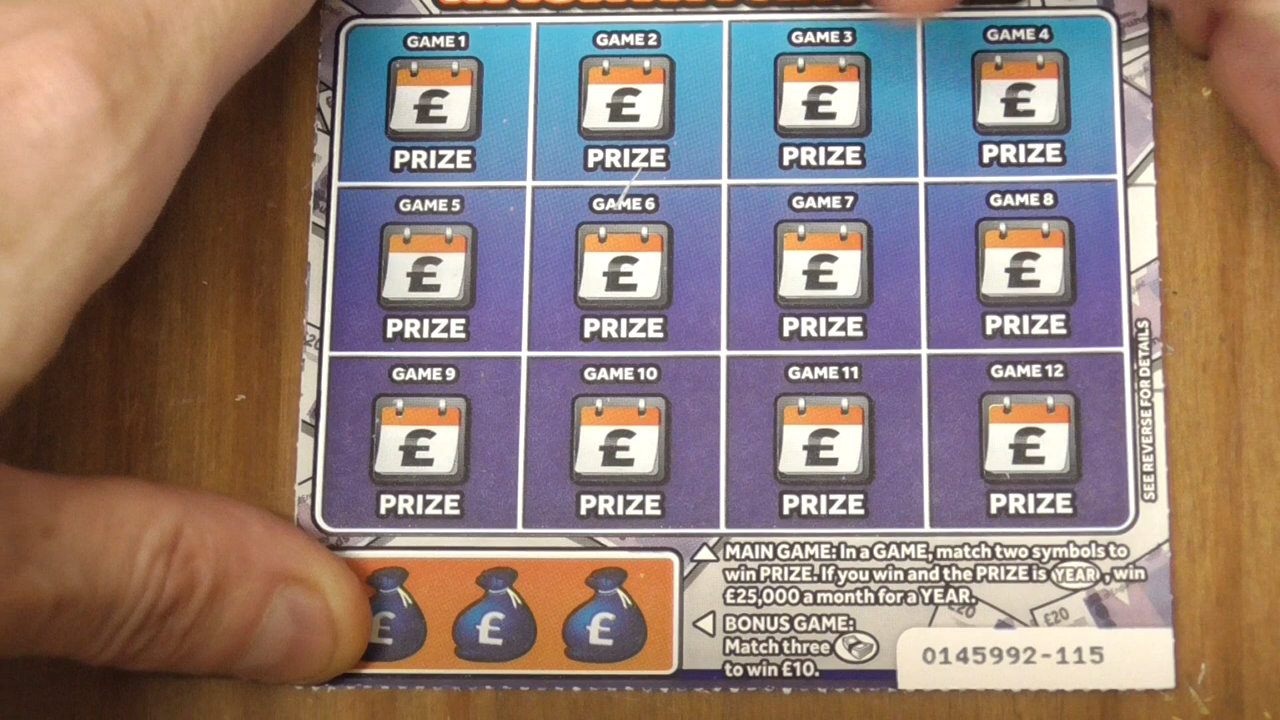 GAME 1 GAME 2 GAME 3 GAME 4
£ £ £ £
PRIZE PRIZE PRIZE PRIZE
GAME 5 GAME 6 GAME 7 GAME 8
£ £ £ £
PRIZE PRIZE PRIZE PRIZE
GAME 9 GAME 10 GAME 11 GAME 12
£ £ £ £
PRIZE PRIZE PRIZE PRIZE
SEE REVERSE FOR DETAILS
£ £ £
MAIN GAME: In a GAME, match two symbols to
win PRIZE. If you win and the PRIZE is YEAR, win
£25,000 a month for a YEAR.
BONUS GAME:
Match three
to win £10.
£20
£20
0145992-115